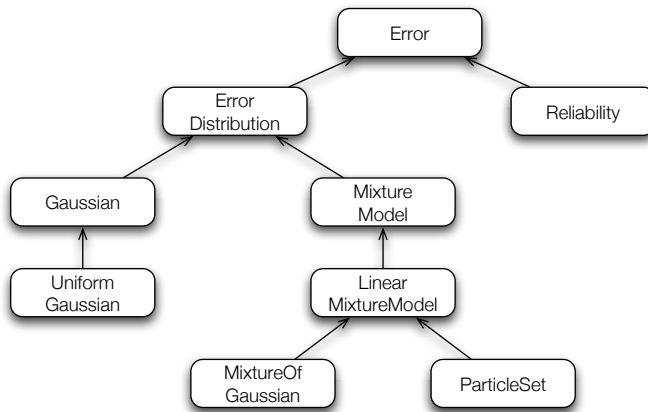 Error
Error
Distribution
Reliability
Gaussian
Mixture
Model
Uniform
Gaussian
Linear
MixtureModel
MixtureOf
Gaussian
ParticleSet